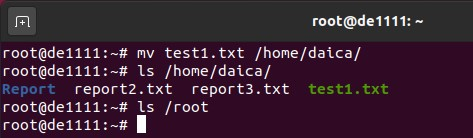 root@de1111: ~
root@de1111:~# mv test1.txt /home/daica/
root@de1111:~# ls /home/daica/
Report  report2.txt  report3.txt  test1.txt
root@de1111:~# ls /root
root@de1111:~#